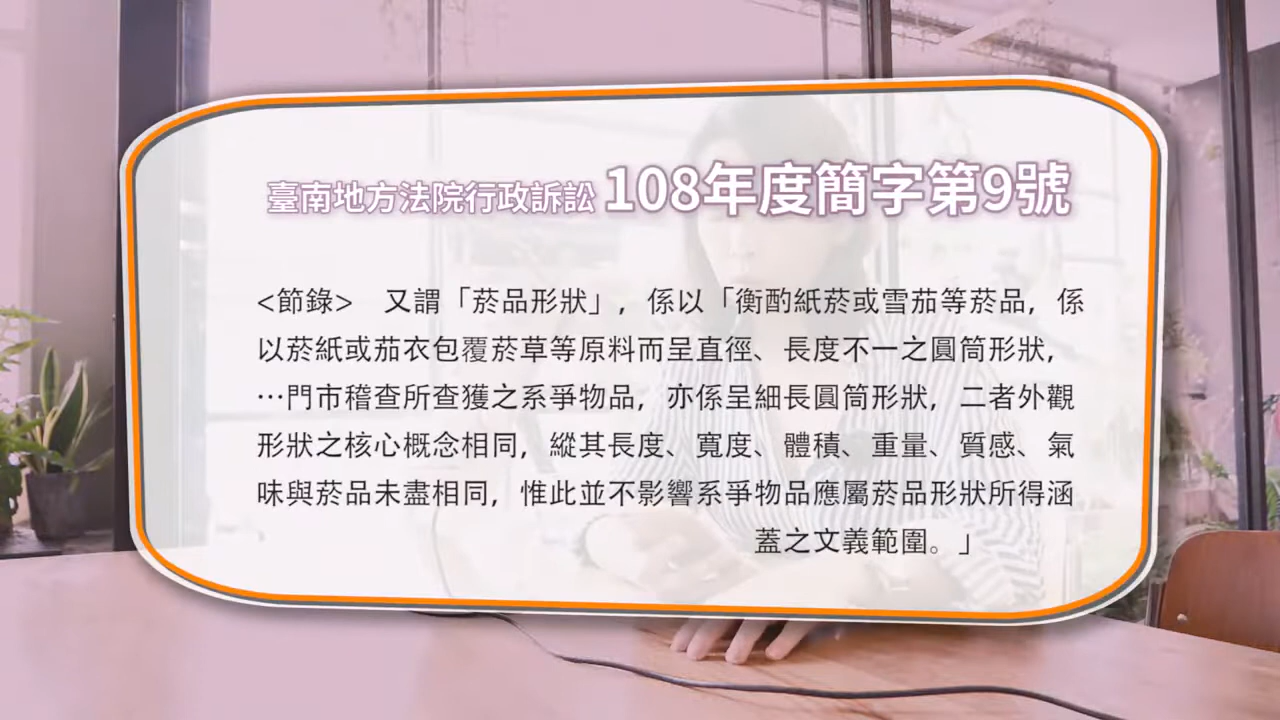 臺南地方法院行政訴訟 108年度簡字第9號
<節錄> 又謂「菸品形狀」，係以「衡酌紙菸或雪茄等菸品，係
以菸紙或茄衣包覆菸草等原料而呈直徑、長度不一之圓筒形狀，
…門市稽查所查獲之系爭物品，亦係呈細長圓筒形狀，二者外觀
形狀之核心概念相同，縱其長度、寬度、體積、重量、質感、氣
味與菸品未盡相同，惟此並不影響系爭物品應屬菸品形狀所得涵
蓋之文義範圍。」